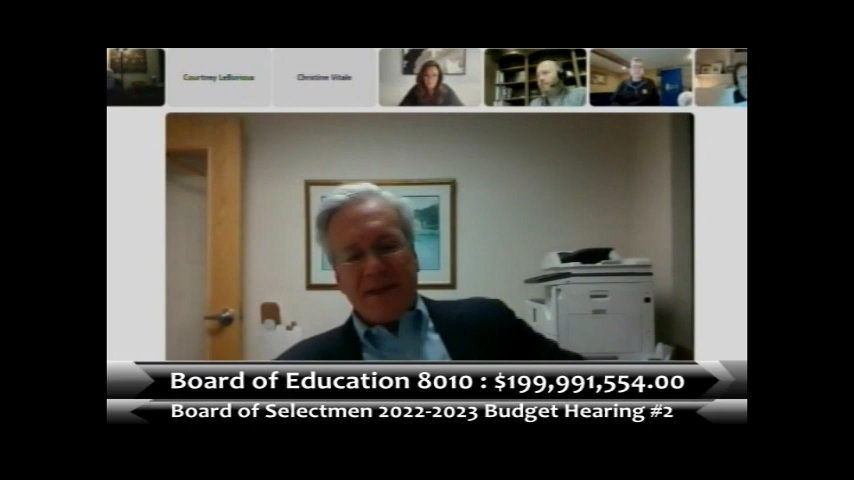 Courtney LeBorious
Christine Vitale
Board of Education 8010 : $199,991,554.00
Board of Selectmen 2022-2023 Budget Hearing #2